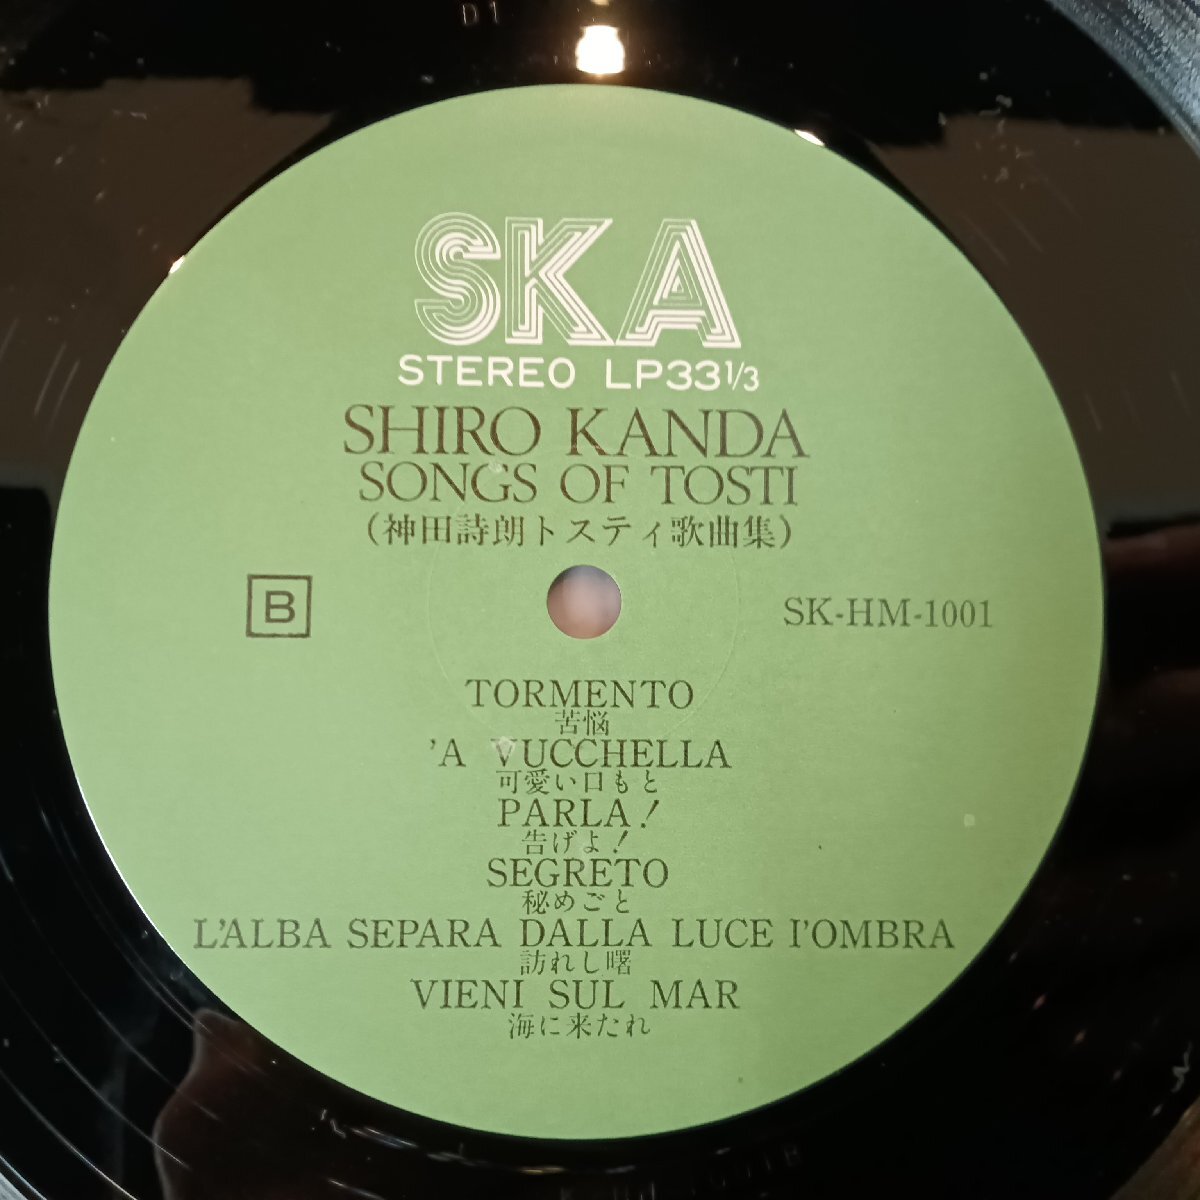 D1
SKA
STEREO LP33⅓
SHIRO KANDA
SONGS OF TOSTI
(神田詩朗トスティ歌曲集)
B
SK-HM-1001
TORMENTO
苦悩
'A VUCCHELLA
可愛い口もと
PARLA!
告げよ!
SEGRETO
秘めごと
L'ALBA SEPARA DALLA LUCE I'OMBRA
訪れし曙
VIENI SUL MAR
海に来たれ